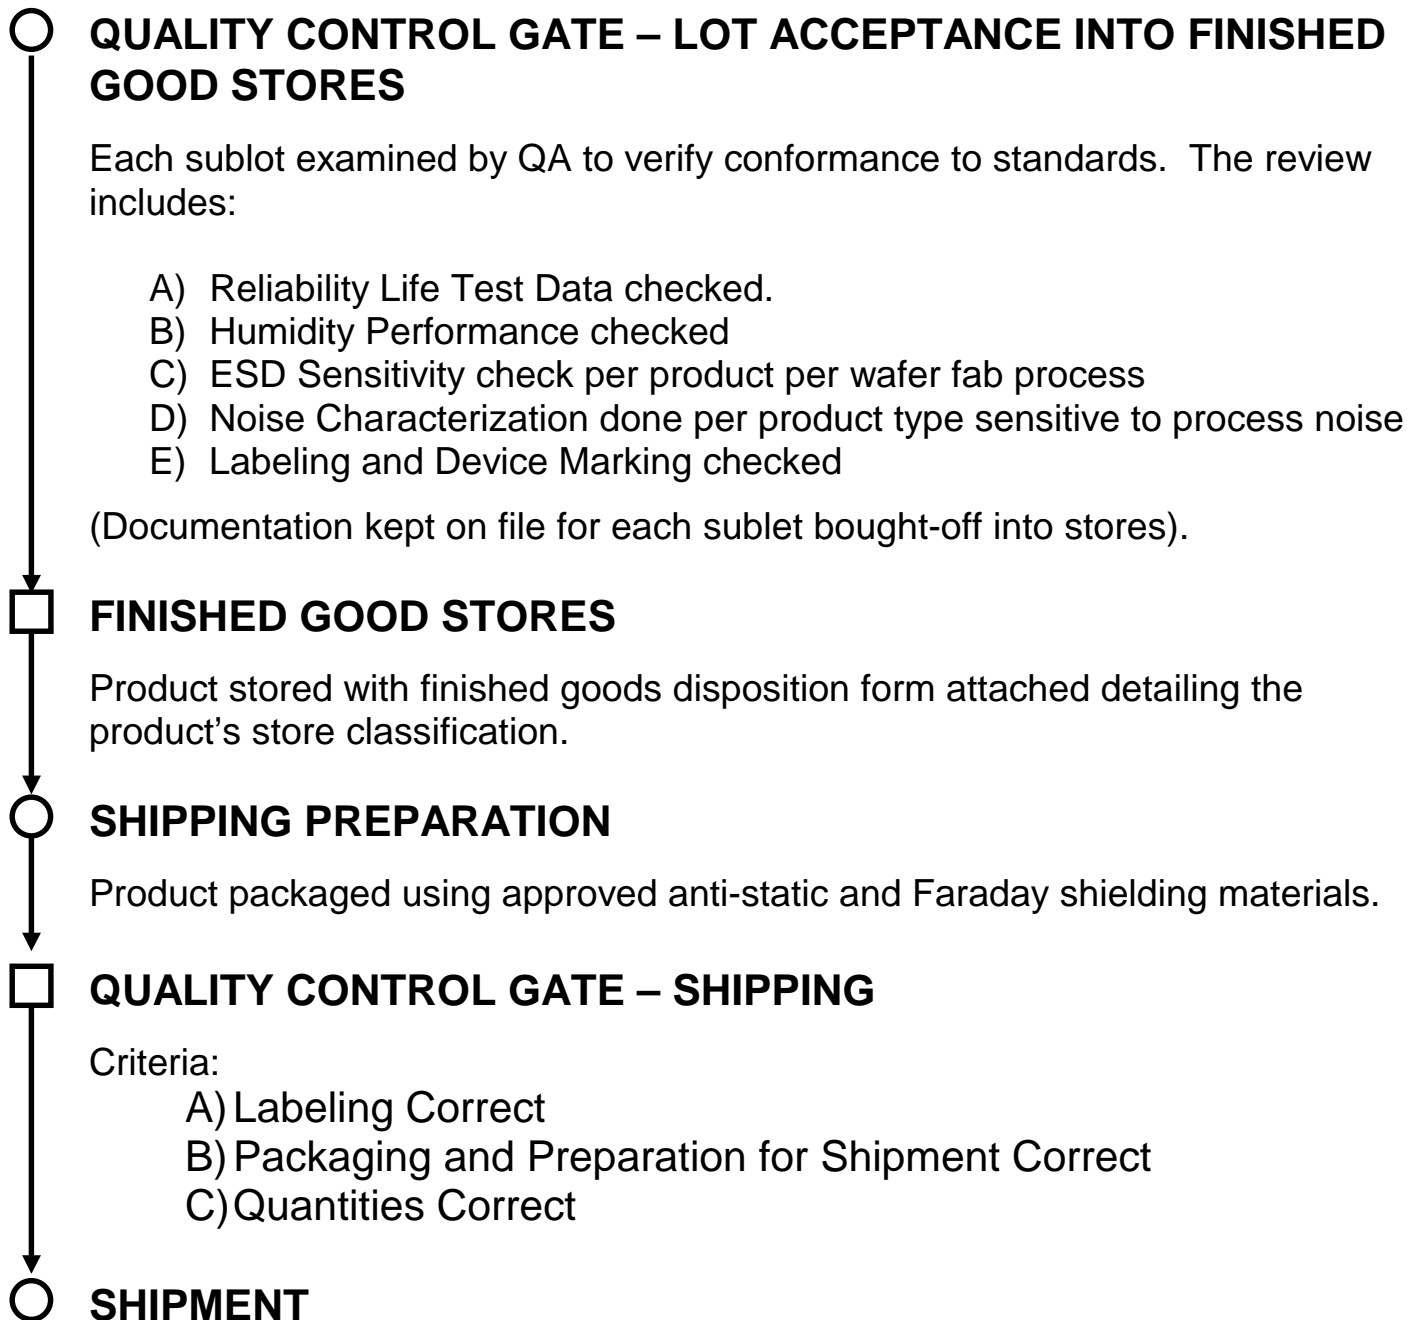 QUALITY CONTROL GATE – LOT ACCEPTANCE INTO FINISHED
GOOD STORES
Each sublot examined by QA to verify conformance to standards.  The review
includes:
A) Reliability Life Test Data checked.
B) Humidity Performance checked
C) ESD Sensitivity check per product per wafer fab process
D) Noise Characterization done per product type sensitive to process noise
E) Labeling and Device Marking checked
(Documentation kept on file for each sublet bought-off into stores).
FINISHED GOOD STORES
Product stored with finished goods disposition form attached detailing the
product’s store classification.
SHIPPING PREPARATION
Product packaged using approved anti-static and Faraday shielding materials.
QUALITY CONTROL GATE – SHIPPING
Criteria:
A) Labeling Correct
B) Packaging and Preparation for Shipment Correct
C) Quantities Correct
SHIPMENT